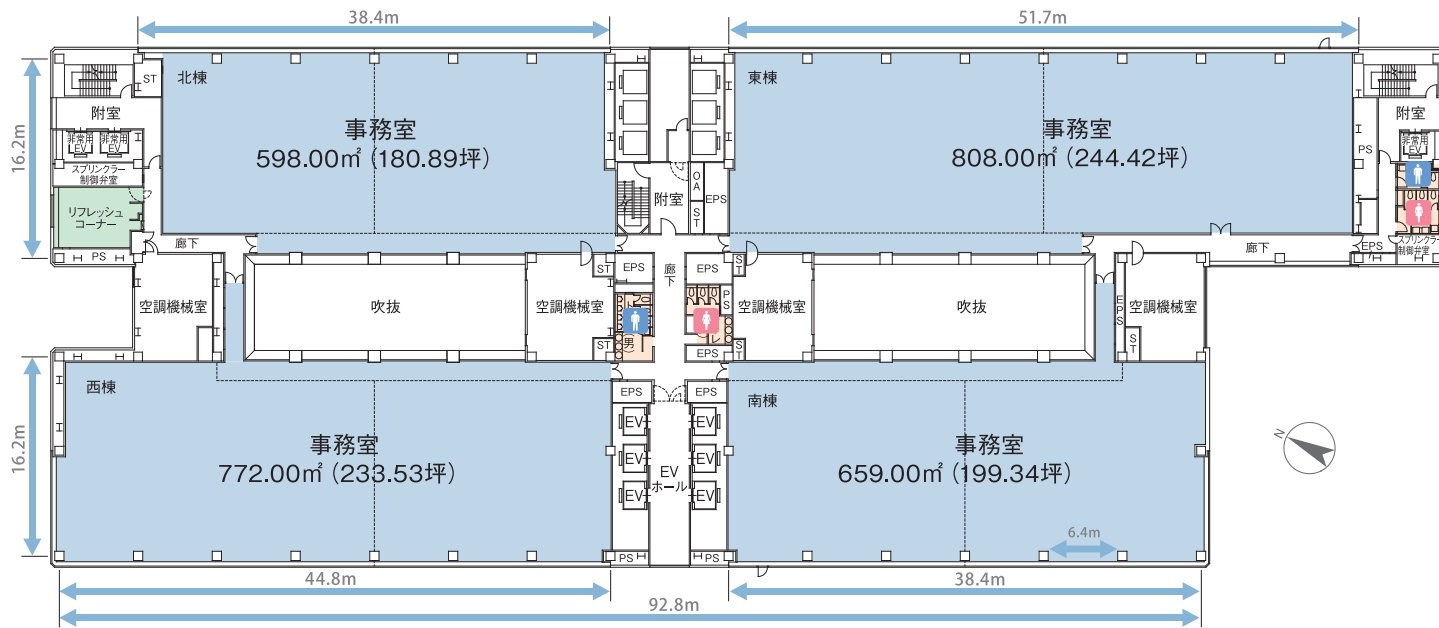 38.4m
51.7m
16.2m
北棟
事務室
598.00㎡ (180.89坪)
東棟
事務室
808.00㎡ (244.42坪)
ST
附室
非常用
EV
非常用
EV
スプリンクラー
制御弁室
リフレッシュ
コーナー
PS
廊下
附室
OA
ST
EPS
PS
附室
非常用
EV
スプリンクラー
制御弁室
EPS
廊下
空調機械室
吹抜
空調機械室
ST
ST
EPS
廊下
EPS
PS
ST
ST
男
レ
EPS
空調機械室
吹抜
EPS
ST
空調機械室
16.2m
西棟
事務室
772.00㎡ (233.53坪)
EPS
EPS
EV
EV
EV
EV
EV
EV
EV
ホール
PS
PS
南棟
事務室
659.00㎡ (199.34坪)
6.4m
N
44.8m
38.4m
92.8m